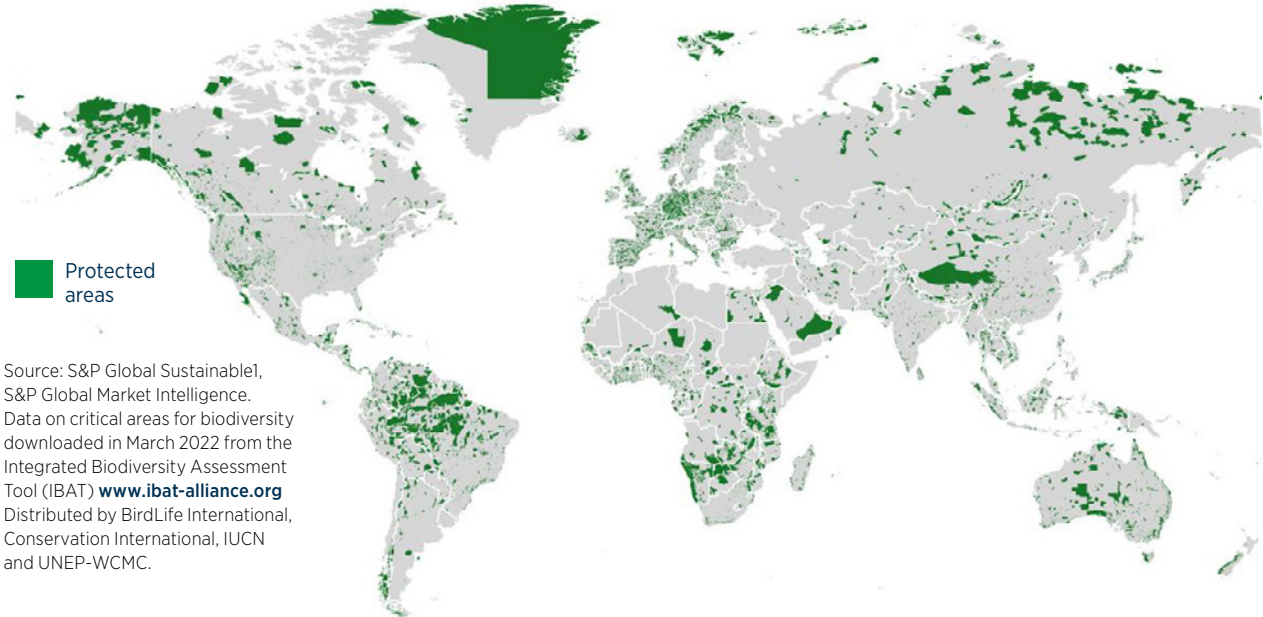 Protected
areas
Source: S&P Global Sustainable1,
S&P Global Market Intelligence.
Data on critical areas for biodiversity
downloaded in March 2022 from the
Integrated Biodiversity Assessment
Tool (IBAT) www.ibat-alliance.org
Distributed by BirdLife International,
Conservation International, IUCN
and UNEP-WCMC.